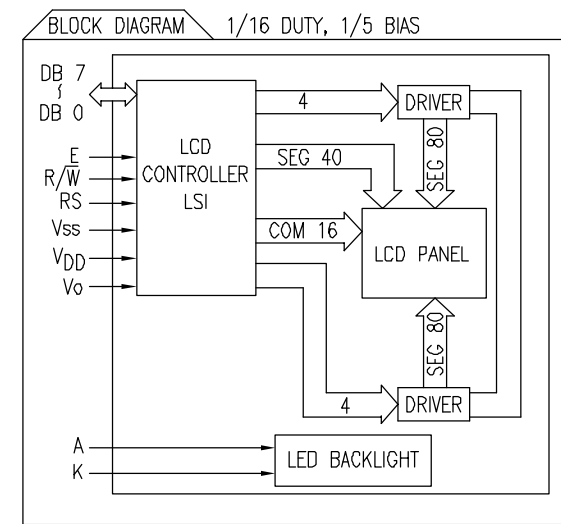 BLOCK DIAGRAM 1/16 DUTY, 1/5 BIAS
DB 7
~
DB 0
E
R/W̅
RS
Vss
VDD
Vo
LCD
CONTROLLER
LSI
4
DRIVER
SEG 40
SEG 80
COM 16
LCD PANEL
SEG 80
4
DRIVER
A
K
LED BACKLIGHT